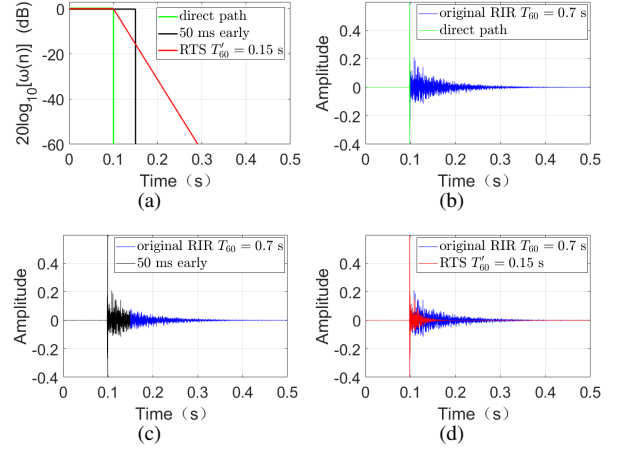 20log10[ω(n)] (dB)
0
-20
-40
-60
direct path
50 ms early
RTS T′60 = 0.15 s
0 0.1 0.2 0.3 0.4 0.5
Time（s）
(a)
Amplitude
0.4
0.2
0
-0.2
-0.4
original RIR T60 = 0.7 s
direct path
0 0.1 0.2 0.3 0.4 0.5
Time（s）
(b)
Amplitude
0.4
0.2
0
-0.2
-0.4
original RIR T60 = 0.7 s
50 ms early
0 0.1 0.2 0.3 0.4 0.5
Time（s）
(c)
Amplitude
0.4
0.2
0
-0.2
-0.4
original RIR T60 = 0.7 s
RTS T′60 = 0.15 s
0 0.1 0.2 0.3 0.4 0.5
Time（s）
(d)